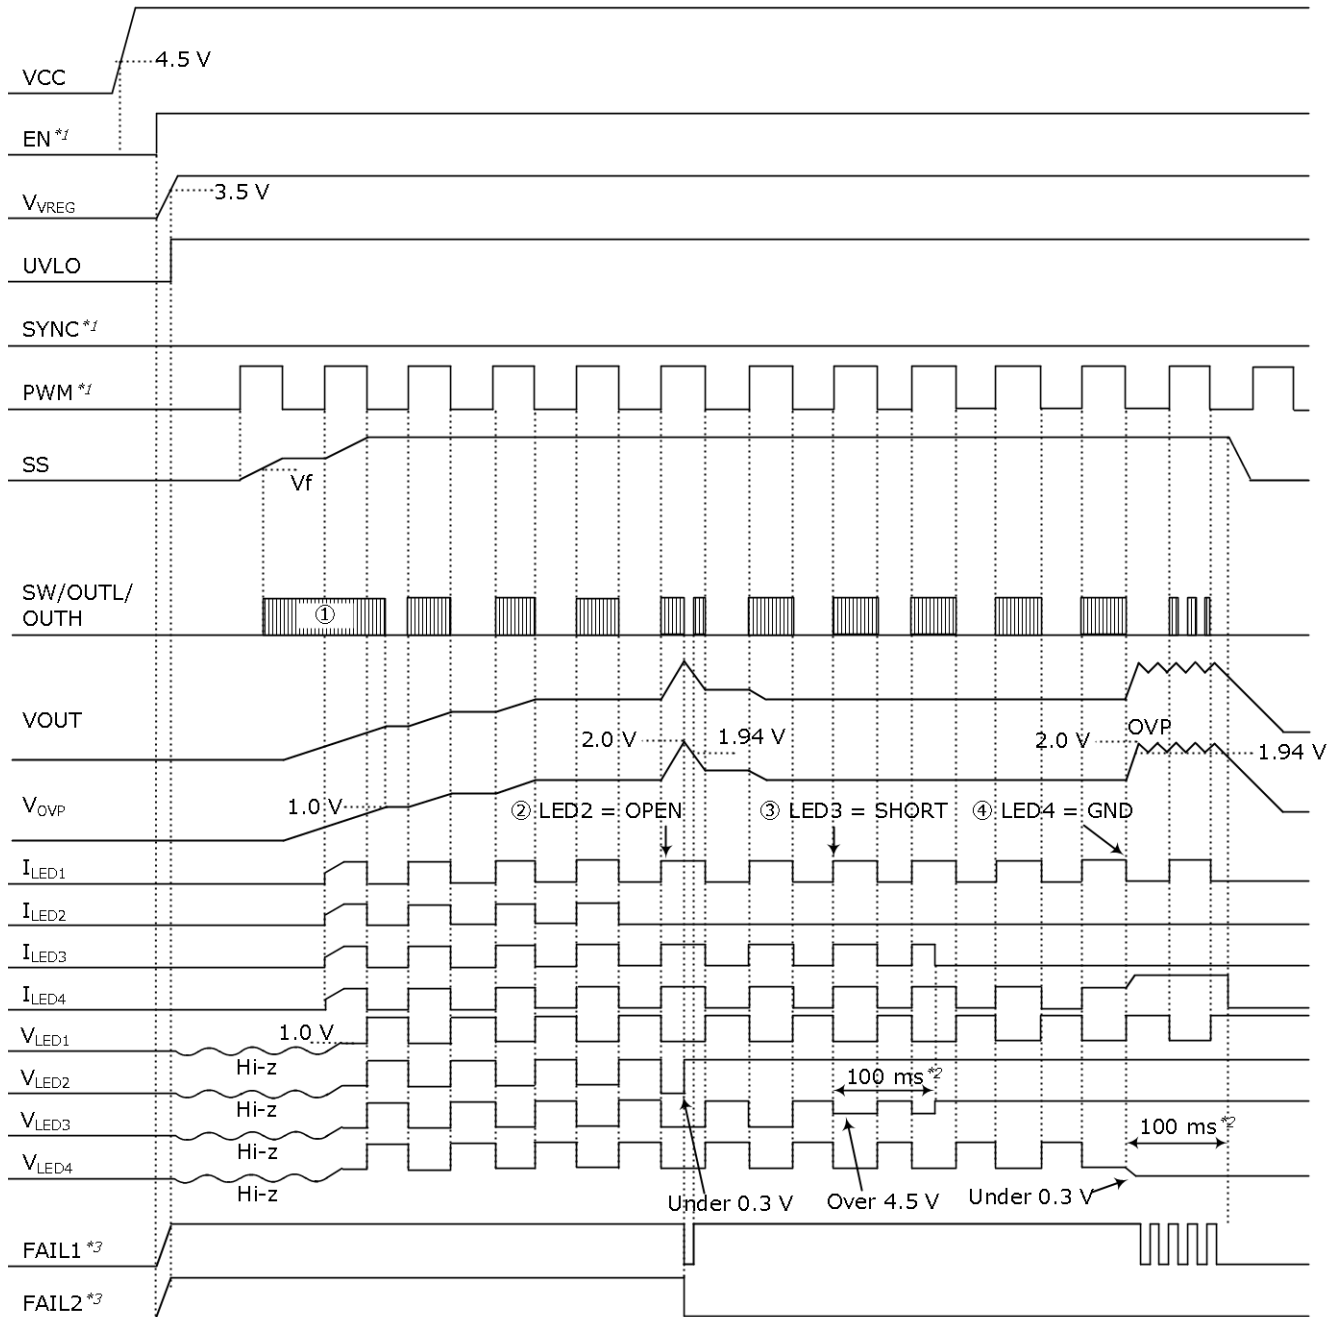 VCC
4.5 V
EN*1
VVREG
3.5 V
UVLO
SYNC*1
PWM*1
SS
Vf
SW/OUTL/
OUTH
①
VOUT
2.0 V
1.94 V
OVP
2.0 V
1.94 V
VOVP
1.0 V
② LED2 = OPEN
③ LED3 = SHORT
④ LED4 = GND
ILED1
ILED2
ILED3
ILED4
VLED1
1.0 V
Hi-z
VLED2
Hi-z
100 ms*2
VLED3
Hi-z
100 ms*2
VLED4
Hi-z
Under 0.3 V
Over 4.5 V
Under 0.3 V
FAIL1*3
FAIL2*3